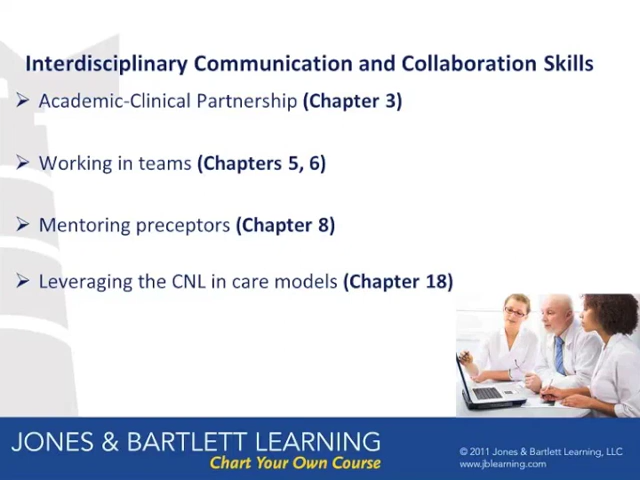 Interdisciplinary Communication and Collaboration Skills
Academic-Clinical Partnership (Chapter 3)
Working in teams (Chapters 5, 6)
Mentoring preceptors (Chapter 8)
Leveraging the CNL in care models (Chapter 18)
JONES & BARTLETT LEARNING
Chart Your Own Course
© 2011 Jones & Bartlett Learning, LLC
www.jblearning.com